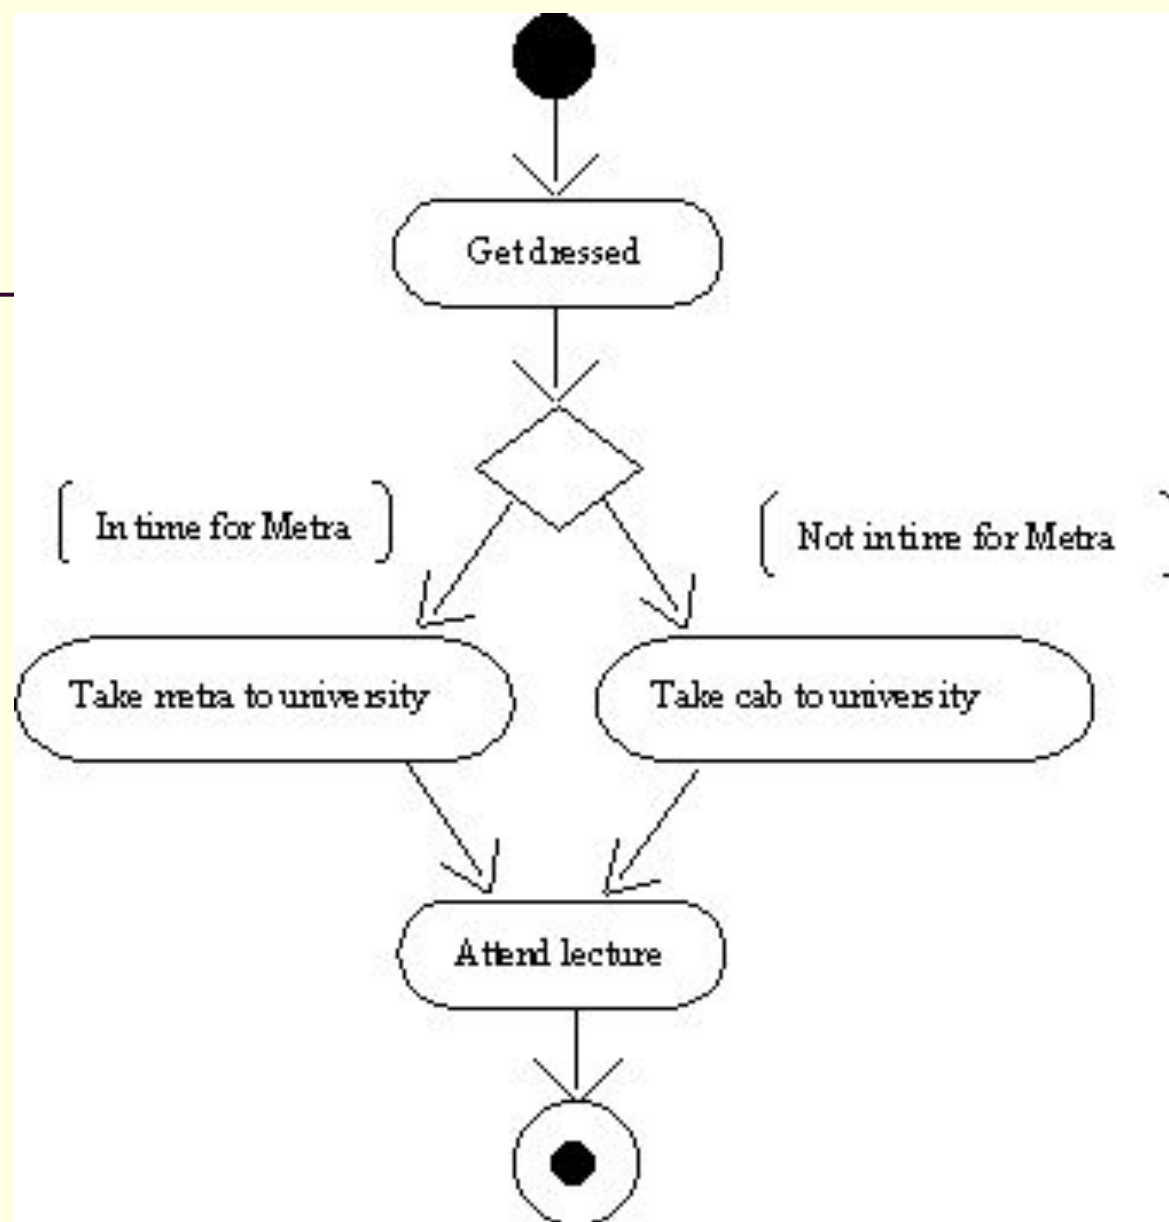 Get dressed
In time for Metra
Not in time for Metra
Take metra to university
Take cab to university
Attend lecture